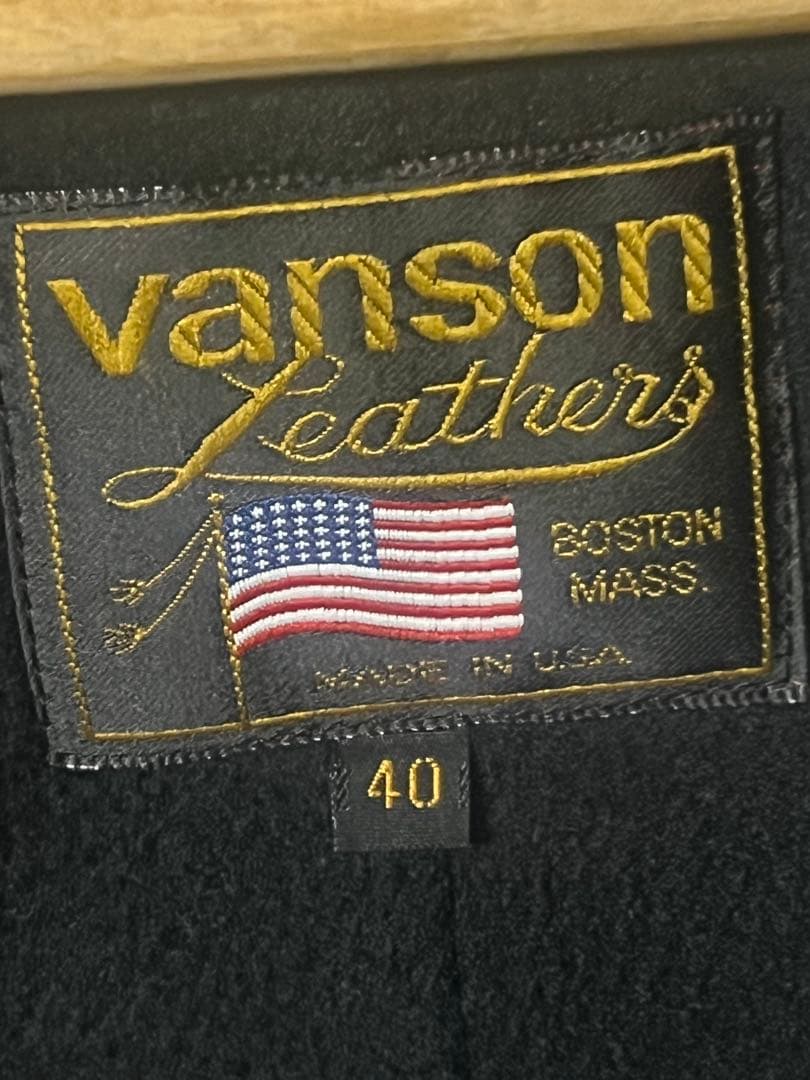 vanson
Leathers
BOSTON
MASS.
MADE IN U.S.A.
40